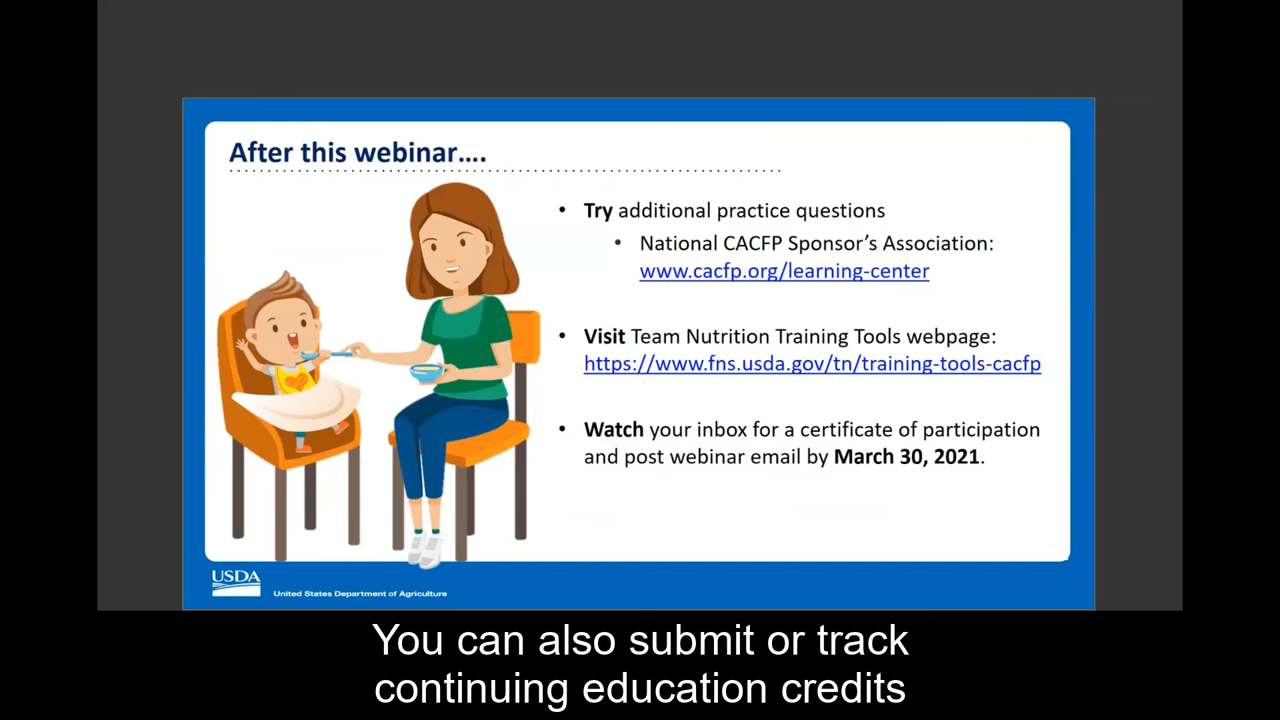 After this webinar….
• Try additional practice questions
• National CACFP Sponsor’s Association:
www.cacfp.org/learning-center
• Visit Team Nutrition Training Tools webpage:
https://www.fns.usda.gov/tn/training-tools-cacfp
• Watch your inbox for a certificate of participation
and post webinar email by March 30, 2021.
USDA
United States Department of Agriculture
You can also submit or track
continuing education credits